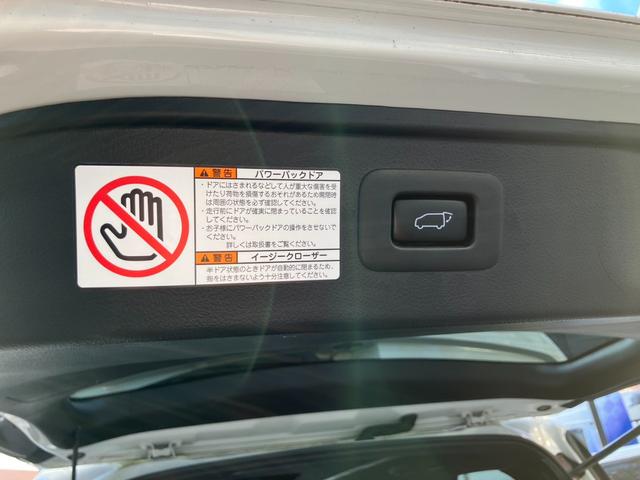 警告 パワーバックドア
・ドアにはさまれるなどして人が重大な傷害を受
けたり荷物を損傷するおそれがあるため開閉時
は周囲の状態を必ず確認してください。
・走行前にドアが確実に閉まっていることを確認
してください。
・お子様にパワーバックドアの操作をさせないで
ください。
詳しくは取扱書をご覧ください。
警告 イージークローザー
半ドア状態のときドアが自動的に閉まるため、
指をはさまないよう十分注意してください。